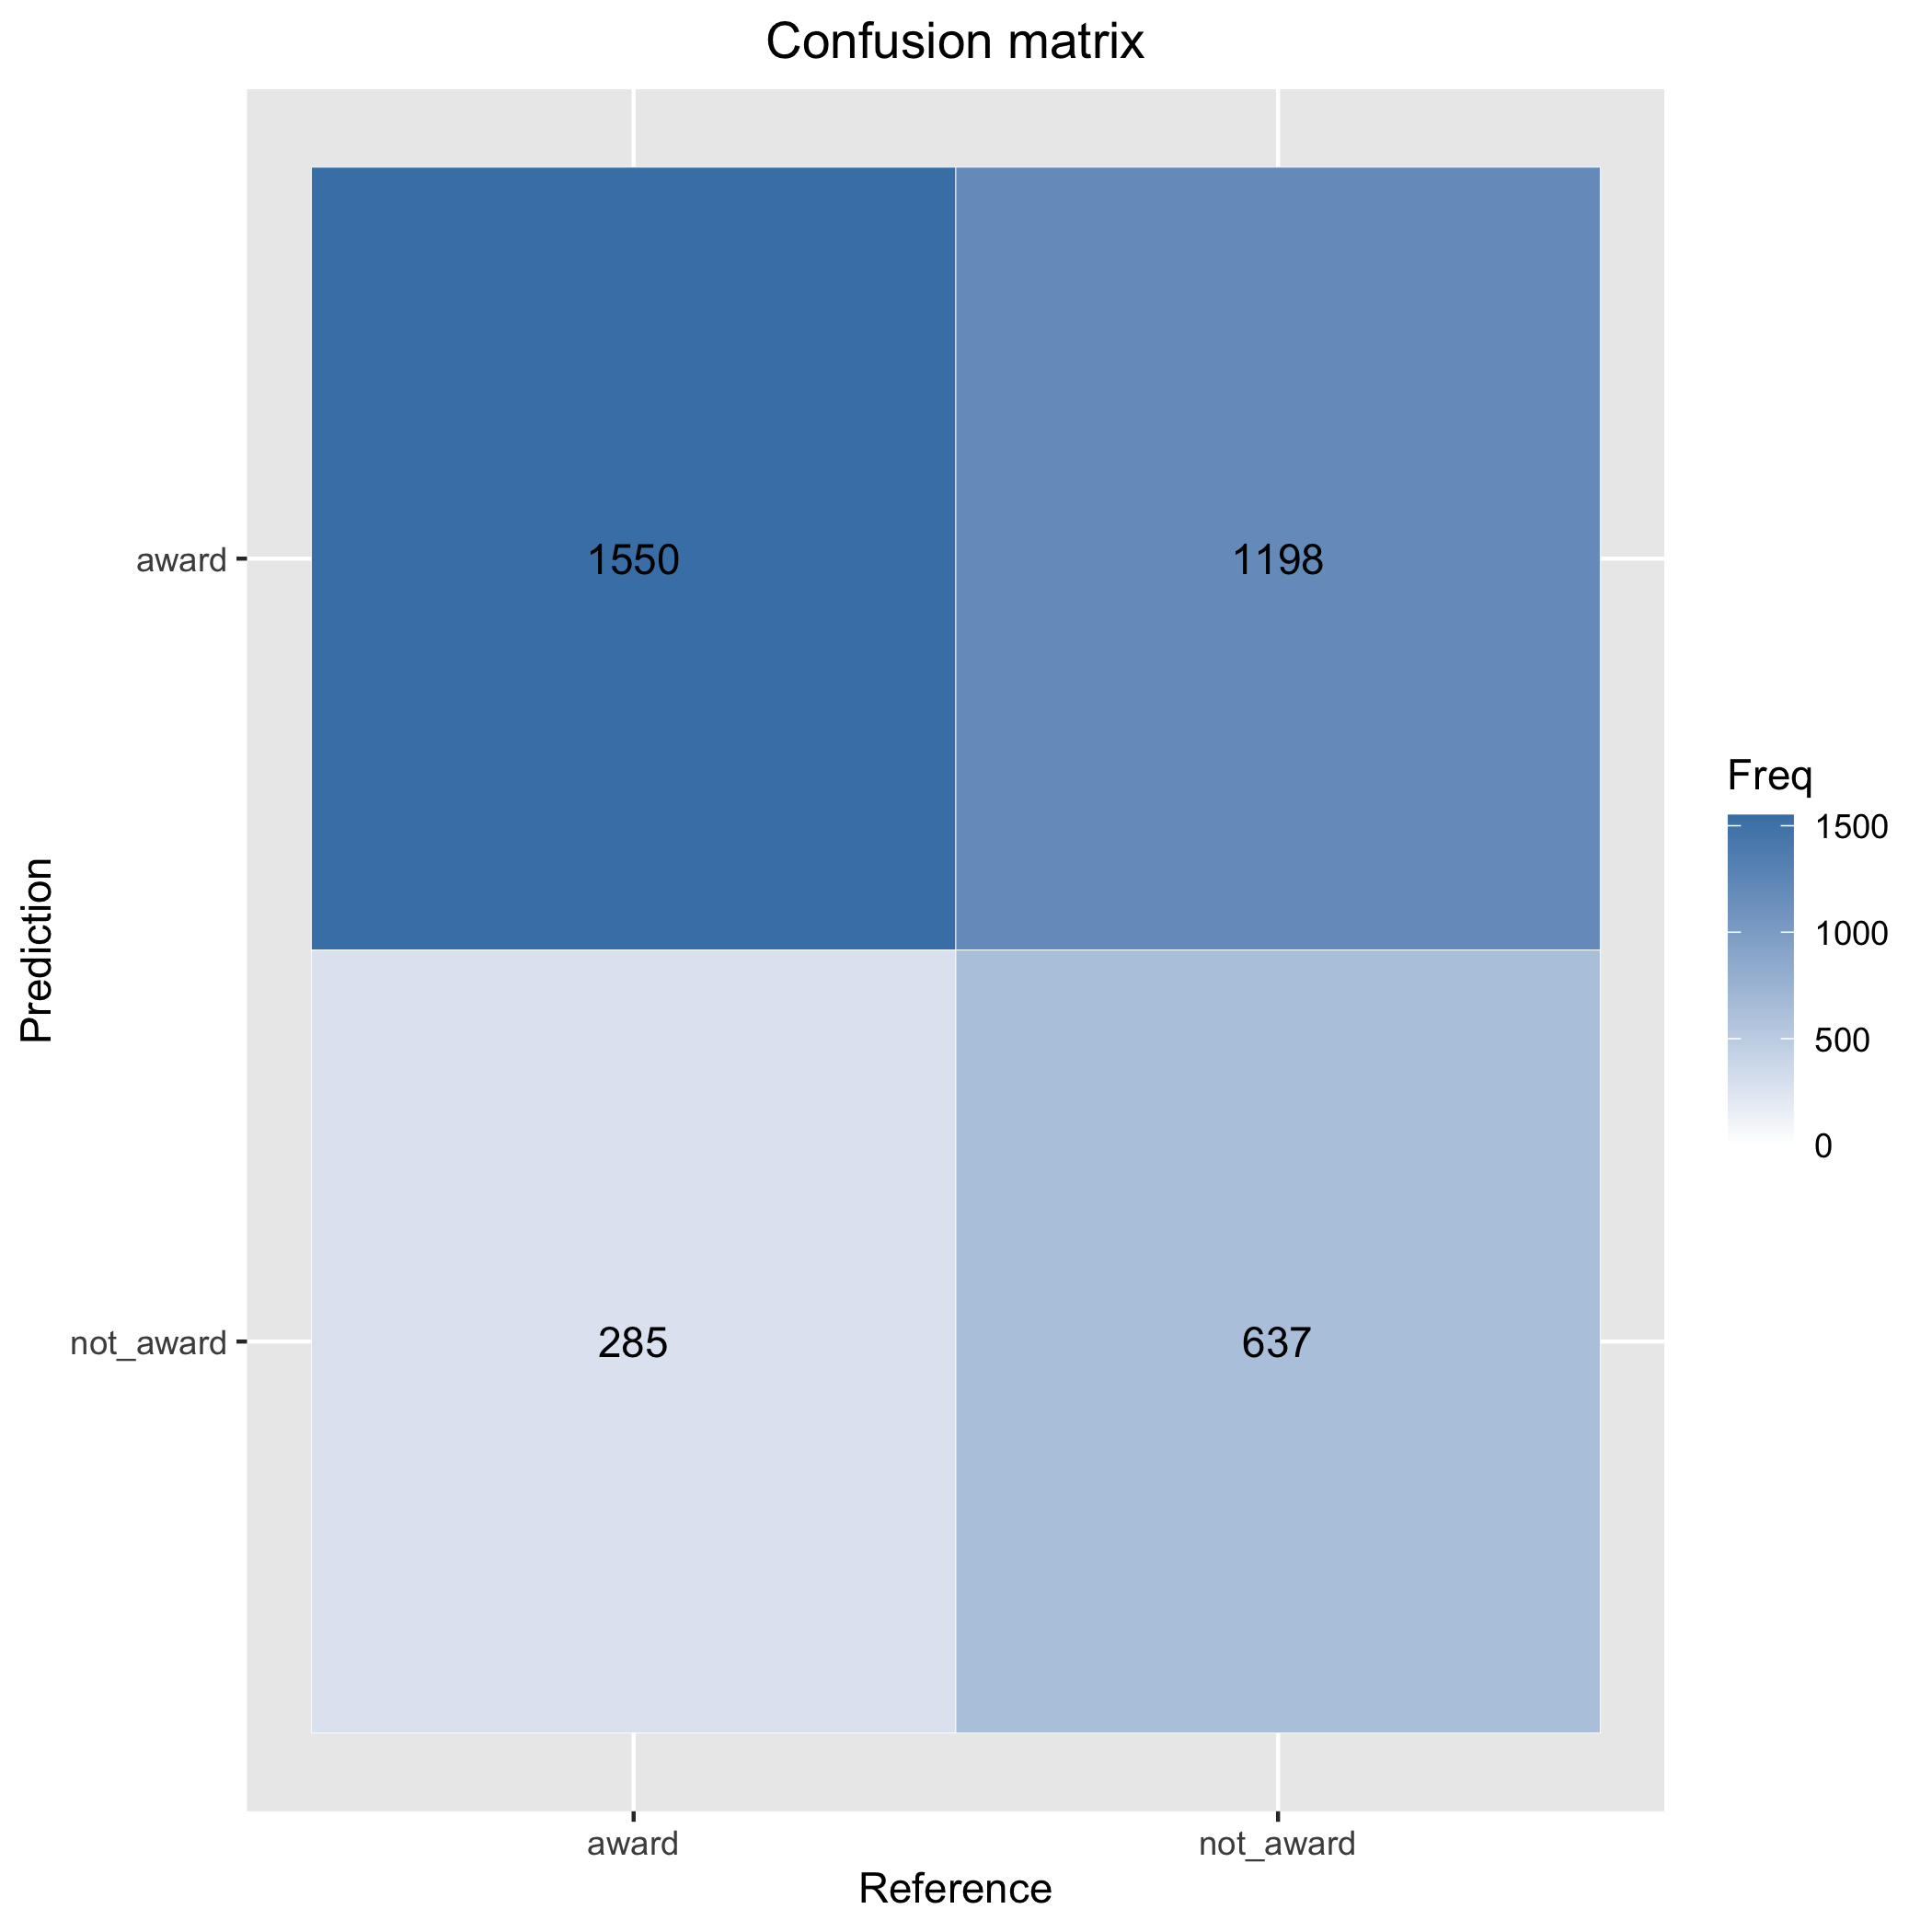 Confusion matrix
Prediction
award
not_award
1550
1198
285
637
award
not_award
Reference
Freq
1500
1000
500
0